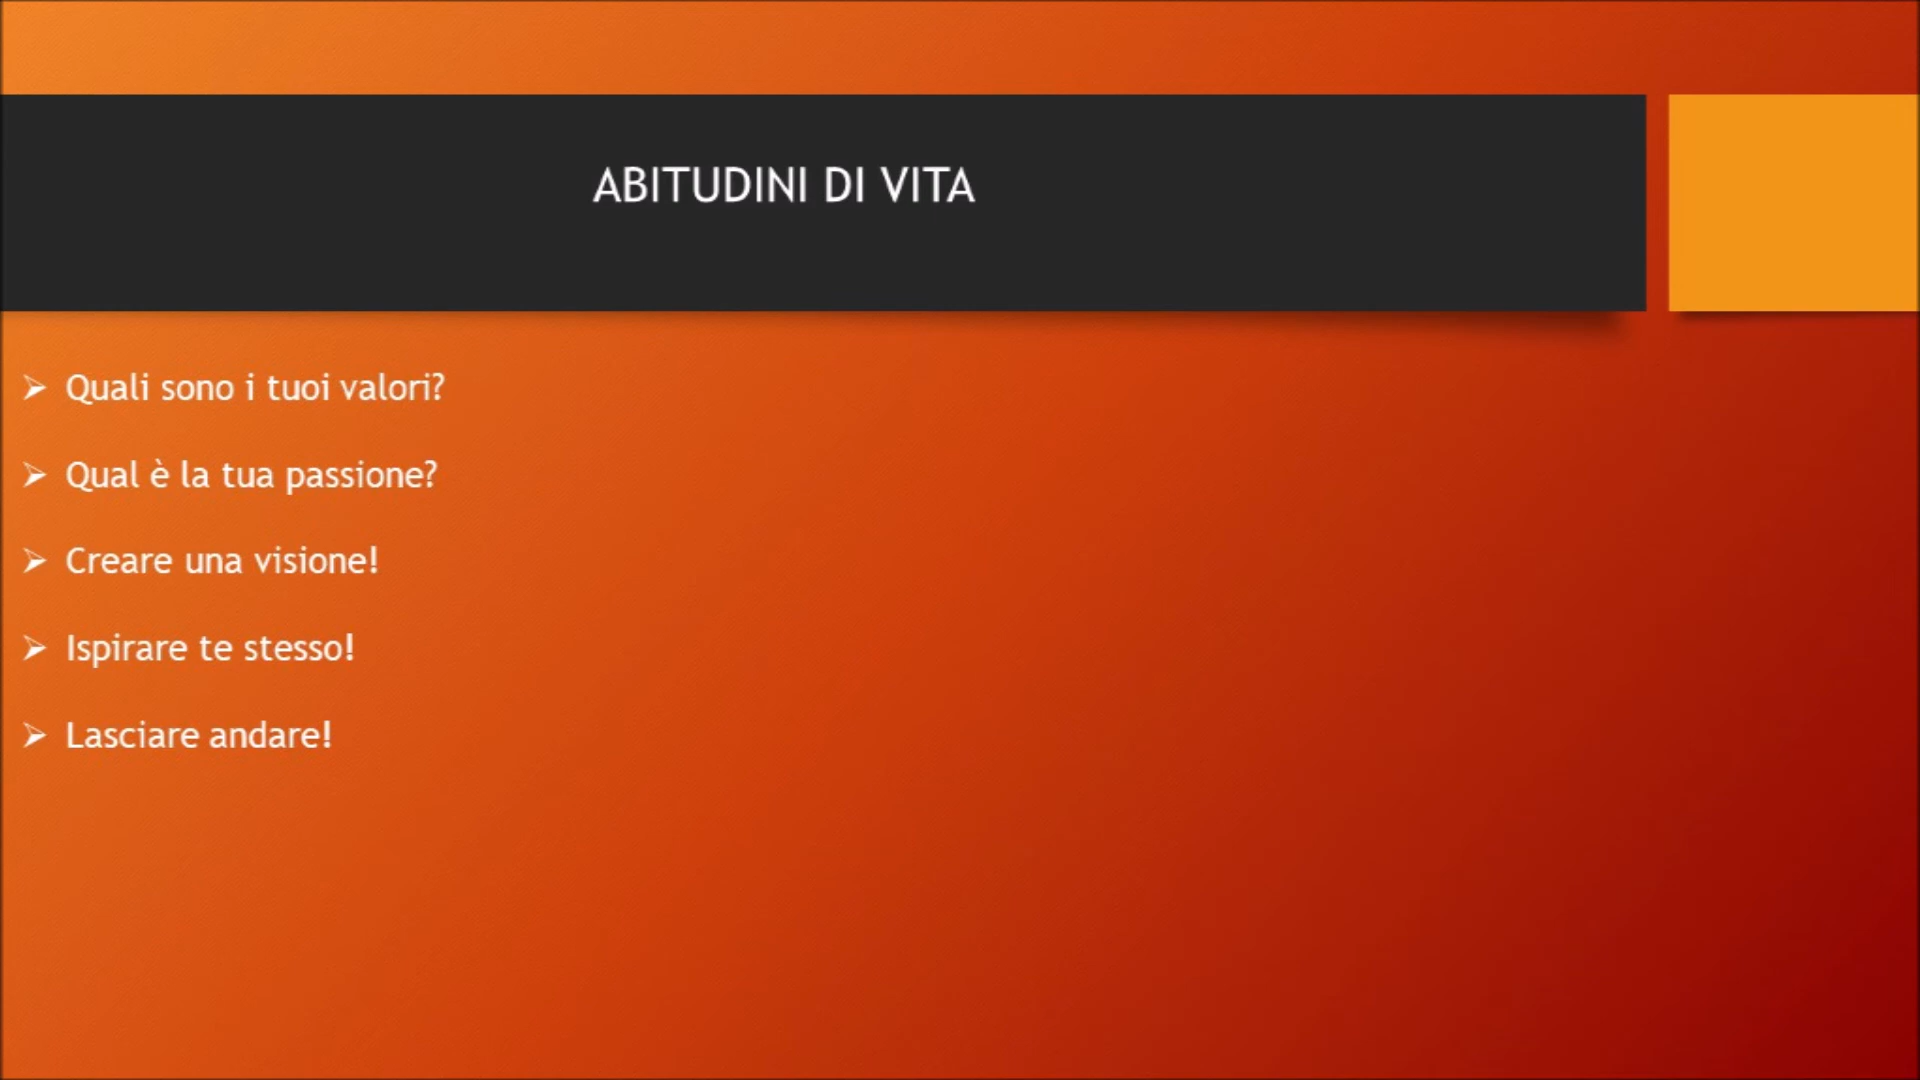 ABITUDINI DI VITA
➢ Quali sono i tuoi valori?
➢ Qual è la tua passione?
➢ Creare una visione!
➢ Ispirare te stesso!
➢ Lasciare andare!